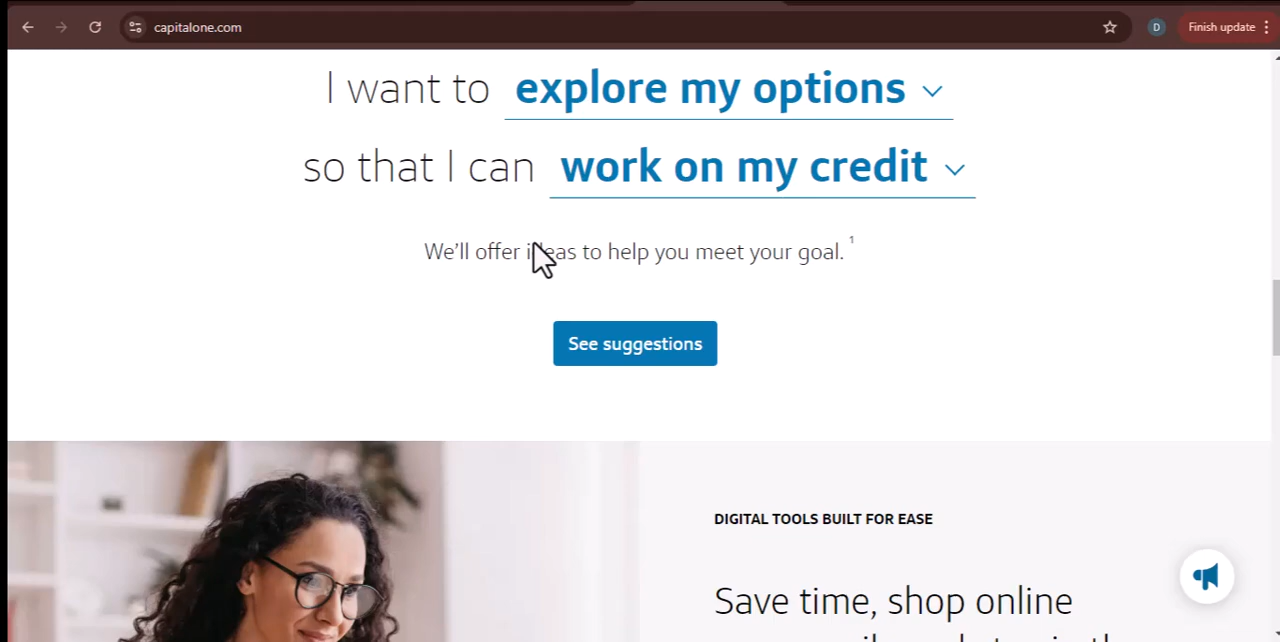 capitalone.com
D
Finish update
I want to explore my options
so that I can work on my credit
We'll offer ideas to help you meet your goal. 1
See suggestions
DIGITAL TOOLS BUILT FOR EASE
Save time, shop online